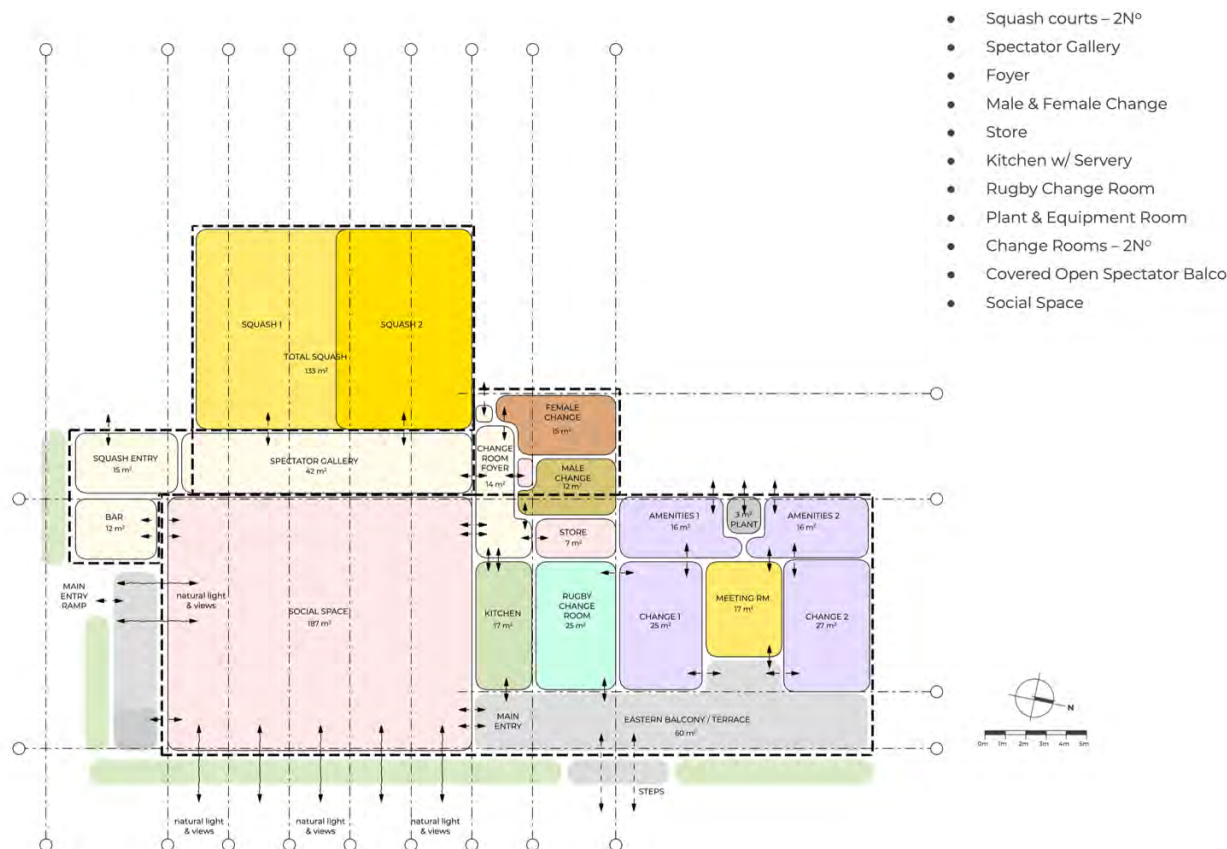 Squash courts – 2Nº
Spectator Gallery
Foyer
Male & Female Change
Store
Kitchen w/ Servery
Rugby Change Room
Plant & Equipment Room
Change Rooms – 2Nº
Covered Open Spectator Balco
Social Space
SQUASH 1
SQUASH 2
TOTAL SQUASH
133 m²
FEMALE
CHANGE
15 m²
SQUASH ENTRY
15 m²
SPECTATOR GALLERY
42 m²
CHANGE
ROOM
FOYER
14 m²
MALE
CHANGE
12 m²
BAR
12 m²
STORE
7 m²
AMENITIES 1
16 m²
3 m²
PLANT
AMENITIES 2
16 m²
MAIN
ENTRY
RAMP
natural light
& views
SOCIAL SPACE
187 m²
KITCHEN
17 m²
RUGBY
CHANGE
ROOM
25 m²
CHANGE 1
25 m²
MEETING RM
17 m²
CHANGE 2
27 m²
MAIN
ENTRY
EASTERN BALCONY / TERRACE
60 m²
STEPS
natural light
& views
natural light
& views
natural light
& views
N
0m 1m 2m 3m 4m 5m